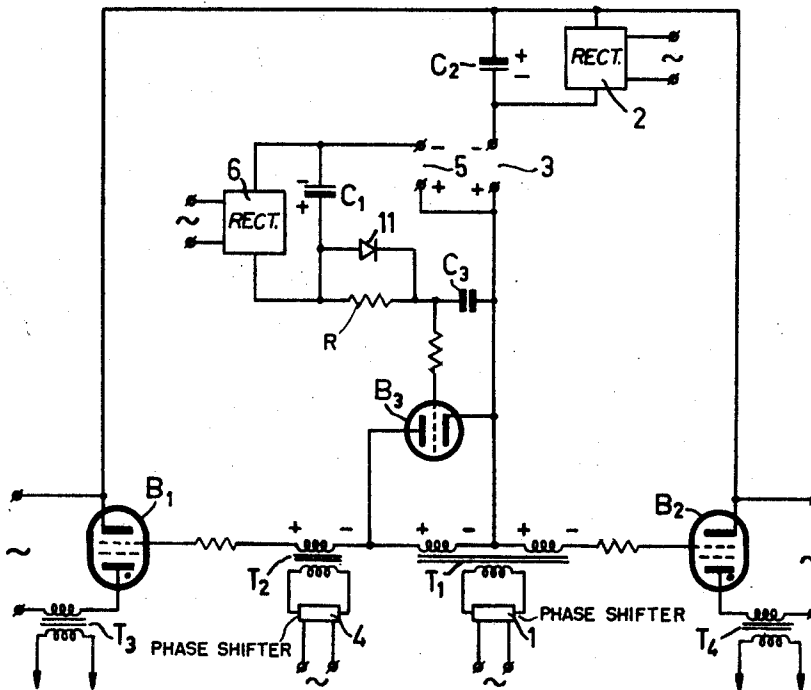 C2 + − RECT. ~
2
− − 5 3 + +
6 − + C1
~ RECT.
11
C3
R
B3
B1 B2
+ − + − + −
~ ~
T2 T1
T3 PHASE SHIFTER 4 1 PHASE SHIFTER T4
~ ~